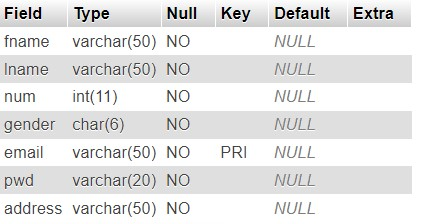 Field Type Null Key Default Extra
fname varchar(50) NO NULL
lname varchar(50) NO NULL
num int(11) NO NULL
gender char(6) NO NULL
email varchar(50) NO PRI NULL
pwd varchar(20) NO NULL
address varchar(50) NO NULL